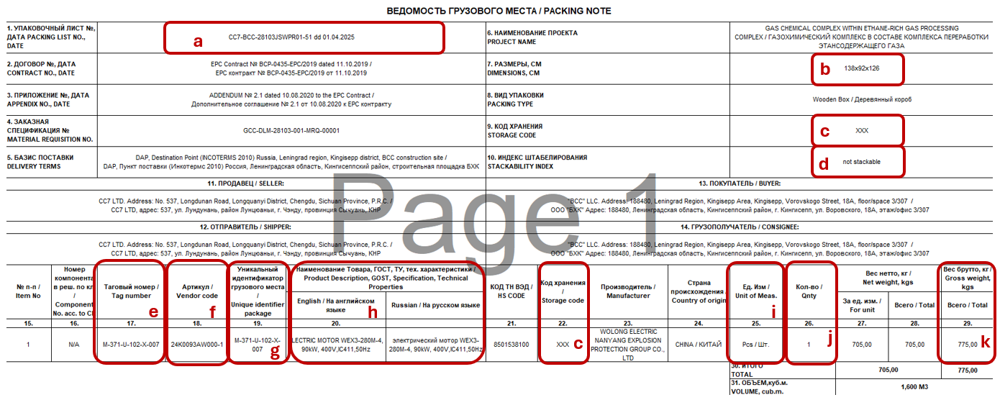 ВЕДОМОСТЬ ГРУЗОВОГО МЕСТА / PACKING NOTE
1. УПАКОВОЧНЫЙ ЛИСТ №,
ДАТА PACKING LIST NO.,
DATE
CC7-BCC-28103JSWPR01-51 dd 01.04.2025
a
6. НАИМЕНОВАНИЕ ПРОЕКТА
PROJECT NAME
GAS CHEMICAL COMPLEX WITHIN ETHANE-RICH GAS PROCESSING
COMPLEX / ГАЗОХИМИЧЕСКИЙ КОМПЛЕКС В СОСТАВЕ КОМПЛЕКСА ПЕРЕРАБОТКИ
ЭТАНСОДЕРЖАЩЕГО ГАЗА
2. ДОГОВОР №, ДАТА
CONTRACT NO., DATE
EPC Contract № BCP-0435-EPC/2019 dated 11.10.2019 /
EPC контракт № BCP-0435-EPC/2019 от 11.10.2019
7. РАЗМЕРЫ, СМ
DIMENSIONS, CM
b
138x92x126
3. ПРИЛОЖЕНИЕ №, ДАТА
APPENDIX NO., DATE
ADDENDUM № 2.1 dated 10.08.2020 to the EPC Contract /
Дополнительное соглашение № 2.1 от 10.08.2020 к EPC контракту
8. ВИД УПАКОВКИ
PACKING TYPE
Wooden Box / Деревянный короб
4. ЗАКАЗНАЯ
СПЕЦИФИКАЦИЯ №
MATERIAL REQUISITION NO.
GCC-DLM-28103-001-MRQ-00001
9. КОД ХРАНЕНИЯ
STORAGE CODE
c
XXX
5. БАЗИС ПОСТАВКИ
DELIVERY TERMS
DAP, Destination Point (INCOTERMS 2010) Russia, Leningrad region, Kingisepp district, BCC construction site /
DAP, Пункт поставки (Инкотермс 2010) Россия, Ленинградская область, Кингисеппский район, строительная площадка БХК
10. ИНДЕКС ШТАБЕЛИРОВАНИЯ
STACKABILITY INDEX
d
not stackable
Page 1
11. ПРОДАВЕЦ / SELLER:
13. ПОКУПАТЕЛЬ / BUYER:
CC7 LTD. Address: No. 537, Longdunan Road, Longquanyi District, Chengdu, Sichuan Province, P.R.C. /
CC7 LTD, адрес: 537, ул. Лундунань, район Лунцюаньи, г. Чэнду, провинция Сычуань, КНР
"BCC" LLC. Address: 188480, Leningrad Region, Kingisepp Area, Kingisepp, Vorovskogo Street, 18A, floor/space 3/307 /
ООО "БХК" Адрес: 188480, Ленинградская область, Кингисеппский район, г. Кингисепп, ул. Воровского, 18А, этаж/офис 3/307
12. ОТПРАВИТЕЛЬ / SHIPPER:
14. ГРУЗОПОЛУЧАТЕЛЬ / CONSIGNEE:
CC7 LTD. Address: No. 537, Longdunan Road, Longquanyi District, Chengdu, Sichuan Province, P.R.C. /
CC7 LTD, адрес: 537, ул. Лундунань, район Лунцюаньи, г. Чэнду, провинция Сычуань, КНР
"BCC" LLC. Address: 188480, Leningrad Region, Kingisepp Area, Kingisepp, Vorovskogo Street, 18A, floor/space 3/307 /
ООО "БХК" Адрес: 188480, Ленинградская область, Кингисеппский район, г. Кингисепп, ул. Воровского, 18А, этаж/офис 3/307
№ п-п /
Item No
Номер
компонента
в реш. по кл
/
Component
No. acc. to Cl
Таговый номер /
Tag number
e
Артикул /
Vendor code
f
Уникальный
идентификатор
грузового места
/
Unique identifier
package
Наименование Товара, ГОСТ, ТУ, тех. характеристики /
Product Description, GOST, Specification, Technical
Properties
English / На английском
языке
h
Russian / На русском языке
КОД ТН ВЭД /
HS CODE
Код хранения
/
Storage code
Производитель /
Manufacturer
Страна
происхождения /
Country of origin
Ед. Изм /
Unit of Meas.
i
Кол-во /
Qnty
Вес нетто, кг /
Net weight, kgs
За ед. изм. /
For unit
Всего / Total
Вес брутто, кг /
Gross weight,
kgs
Всего / Total
15. 16. 17. 18. 19. 20. 21. 22. 23. 24. 25. 26. 27. 28. 29.
1
N/A
M-371-U-102-X-007
24K0093AW000-1
M-371-U-102-X-
007
g
LECTRIC MOTOR WEX3-280M-4,
90kW, 400V,IC411,50Hz
электрический мотор WEX3-
280M-4, 90kW, 400V,IC411,50Hz
8501538100
XXX
c
WOLONG ELECTRIC
NANYANG EXPLOSION
PROTECTION GROUP CO.,
LTD
CHINA / КИТАЙ
Pcs / Шт.
1
j
705,00
705,00
775,00
k
30. ИТОГО
TOTAL
705,00
775,00
31. ОБЪЕМ,куб.м.
VOLUME, cub.m.
1,600 M3